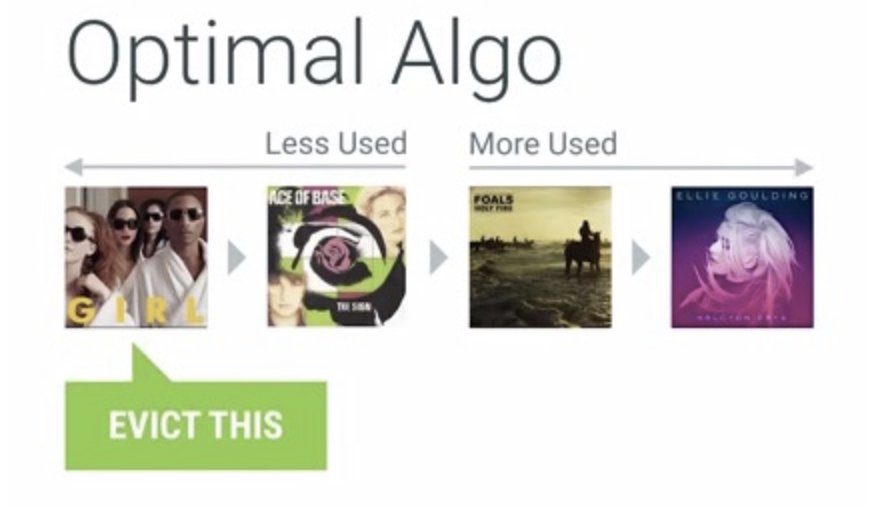 Optimal Algo
Less Used
More Used
GIRL
ACE OF BASE
THE SIGN
FOALS
HOLY FIRE
ELLIE GOULDING
HALCYON DAYS
EVICT THIS